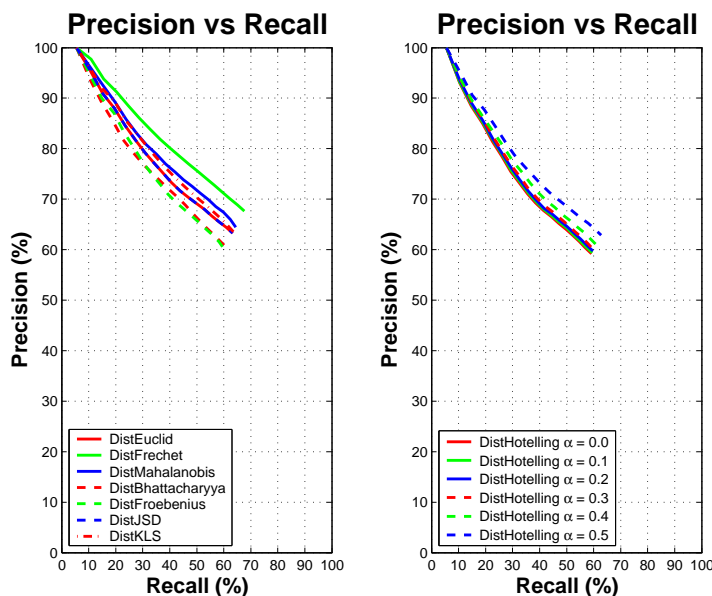 Precision vs Recall
100
90
80
70
60
50
40
30
20
10
0
Precision (%)
DistEuclid
DistFrechet
DistMahalanobis
DistBhattacharyya
DistFroebenius
DistJSD
DistKLS
0 10 20 30 40 50 60 70 80 90 100
Recall (%)
Precision vs Recall
100
90
80
70
60
50
40
30
20
10
0
Precision (%)
DistHotelling α = 0.0
DistHotelling α = 0.1
DistHotelling α = 0.2
DistHotelling α = 0.3
DistHotelling α = 0.4
DistHotelling α = 0.5
0 10 20 30 40 50 60 70 80 90 100
Recall (%)